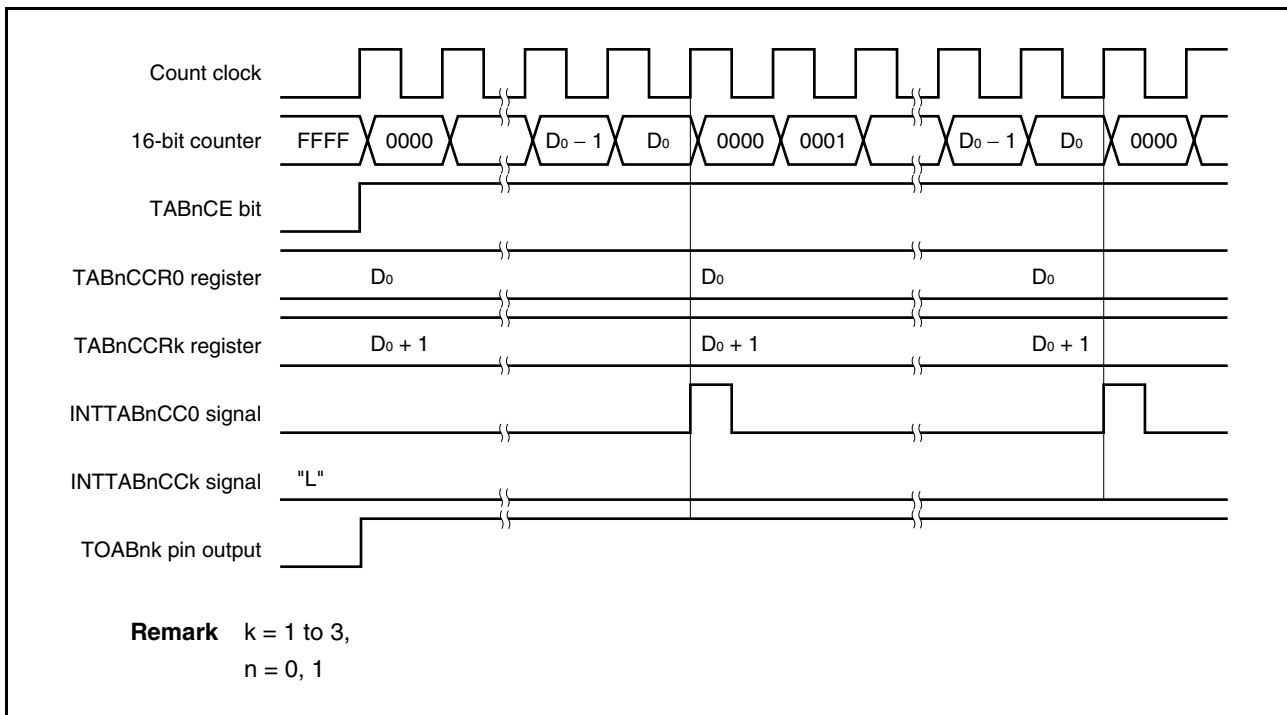 Count clock
16-bit counter FFFF 0000 D₀ − 1 D₀ 0000 0001 D₀ − 1 D₀ 0000
TABnCE bit
TABnCCR0 register D₀ D₀ D₀
TABnCCRk register D₀ + 1 D₀ + 1 D₀ + 1
INTTABnCC0 signal
INTTABnCCk signal "L"
TOABnk pin output
Remark k = 1 to 3,
n = 0, 1